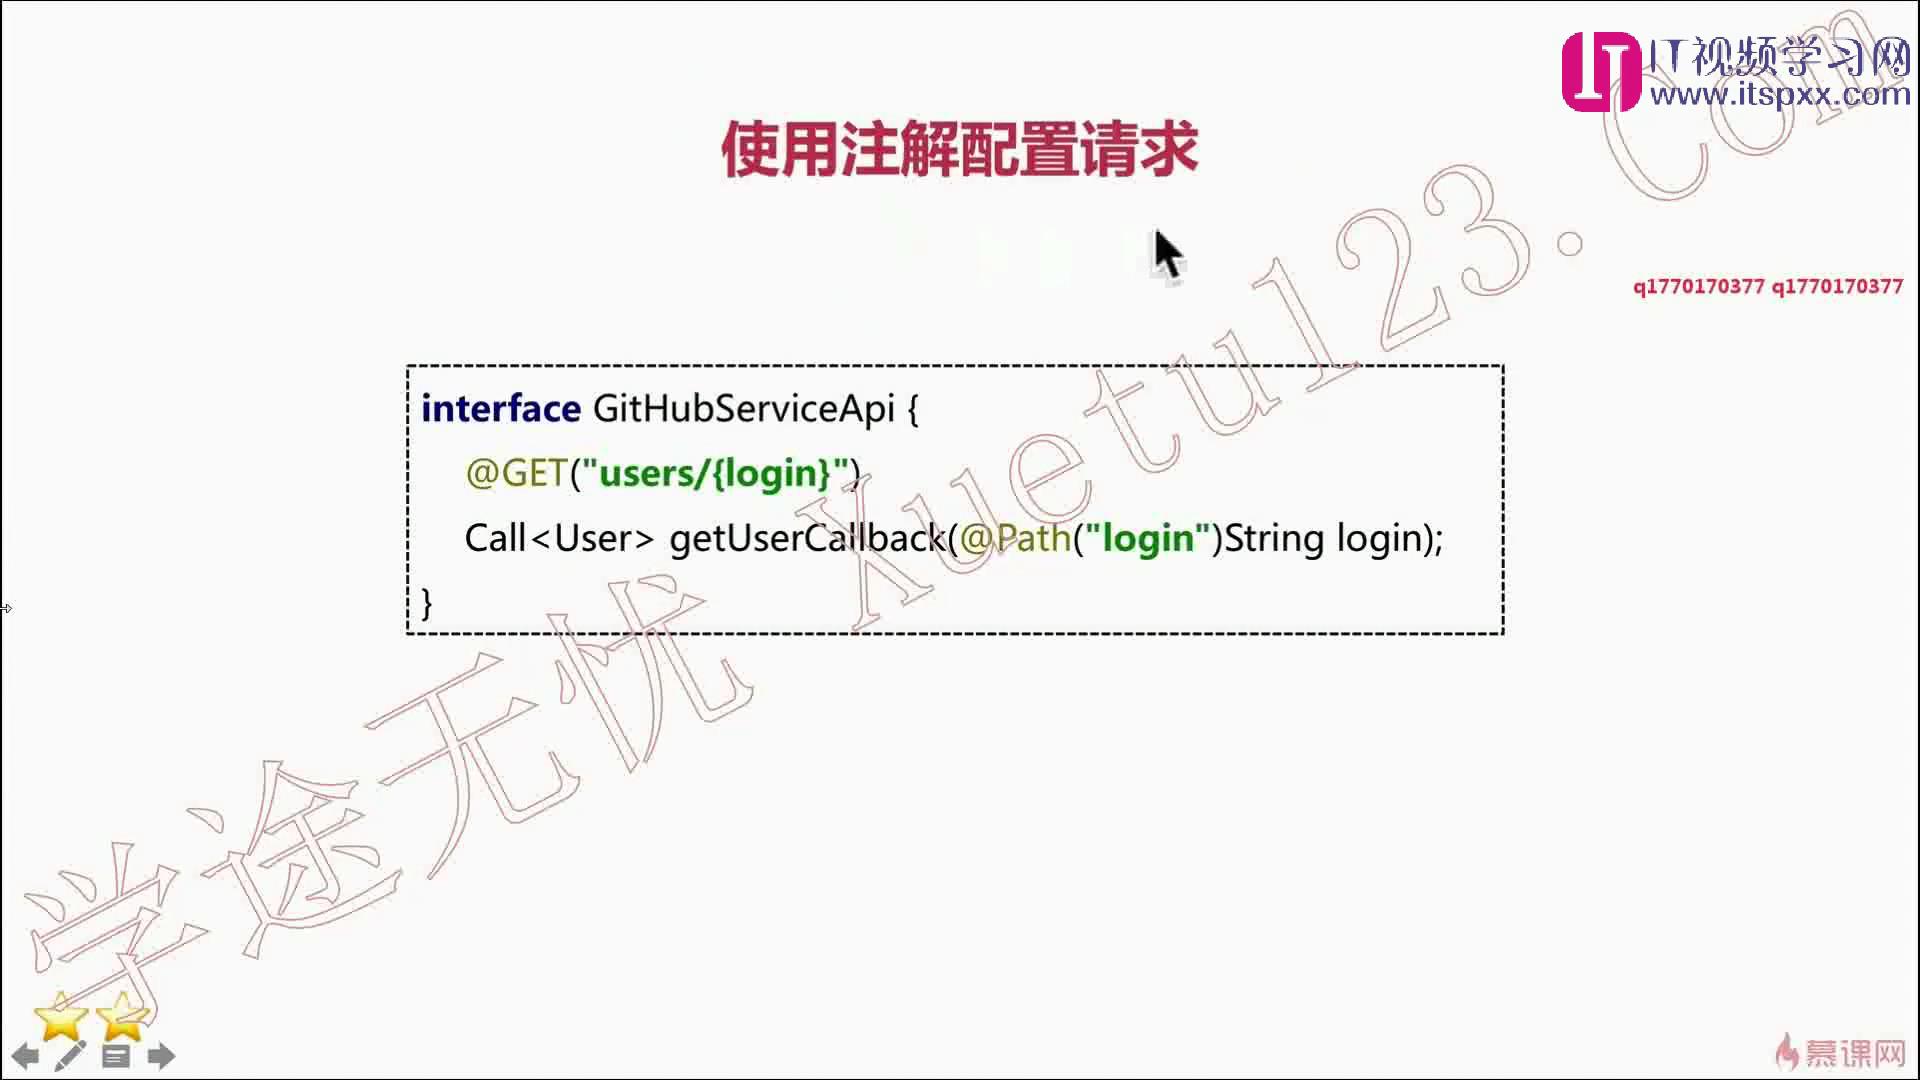 IT视频学习网
www.itspxx.com
使用注解配置请求
q1770170377 q1770170377
interface GitHubServiceApi {
@GET("users/{login}")
Call<User> getUserCallback(@Path("login")String login);
}
学途无忧 Xuetu123.Com
慕课网